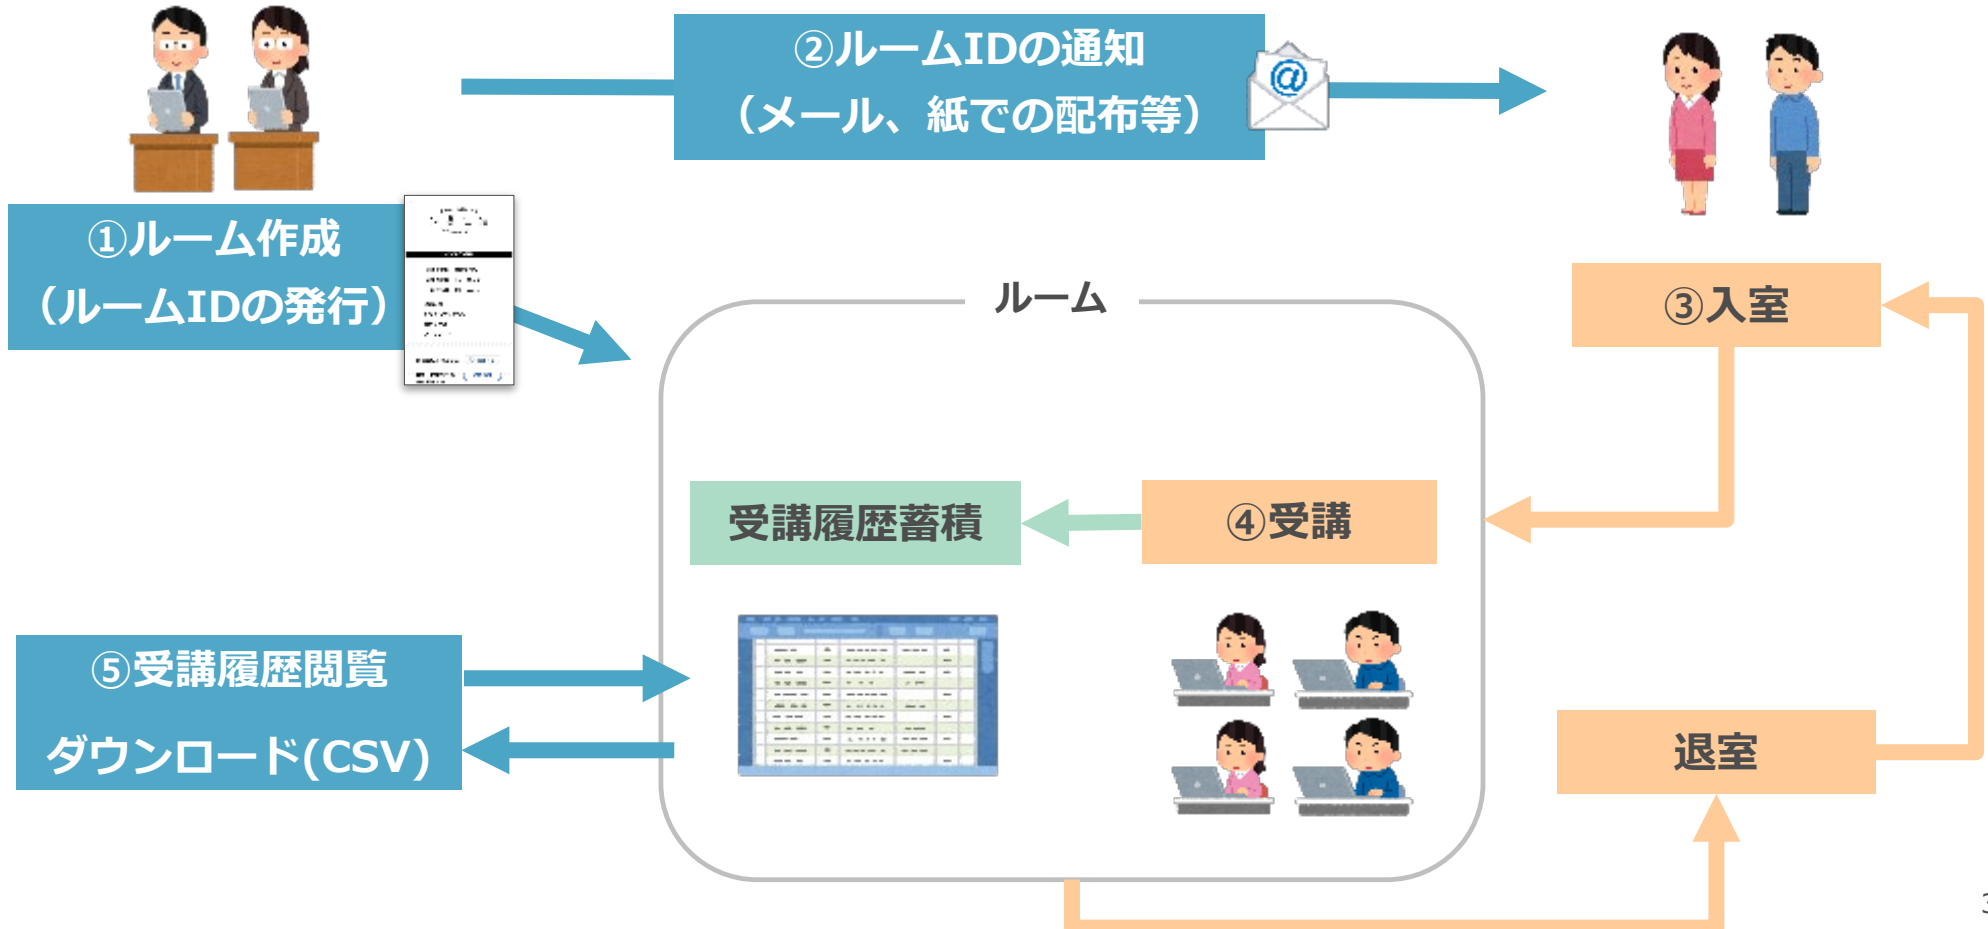 ②ルームIDの通知
（メール、紙での配布等）
@
①ルーム作成
（ルームIDの発行）
ルーム
③入室
受講履歴蓄積
④受講
⑤受講履歴閲覧
ダウンロード(CSV)
退室